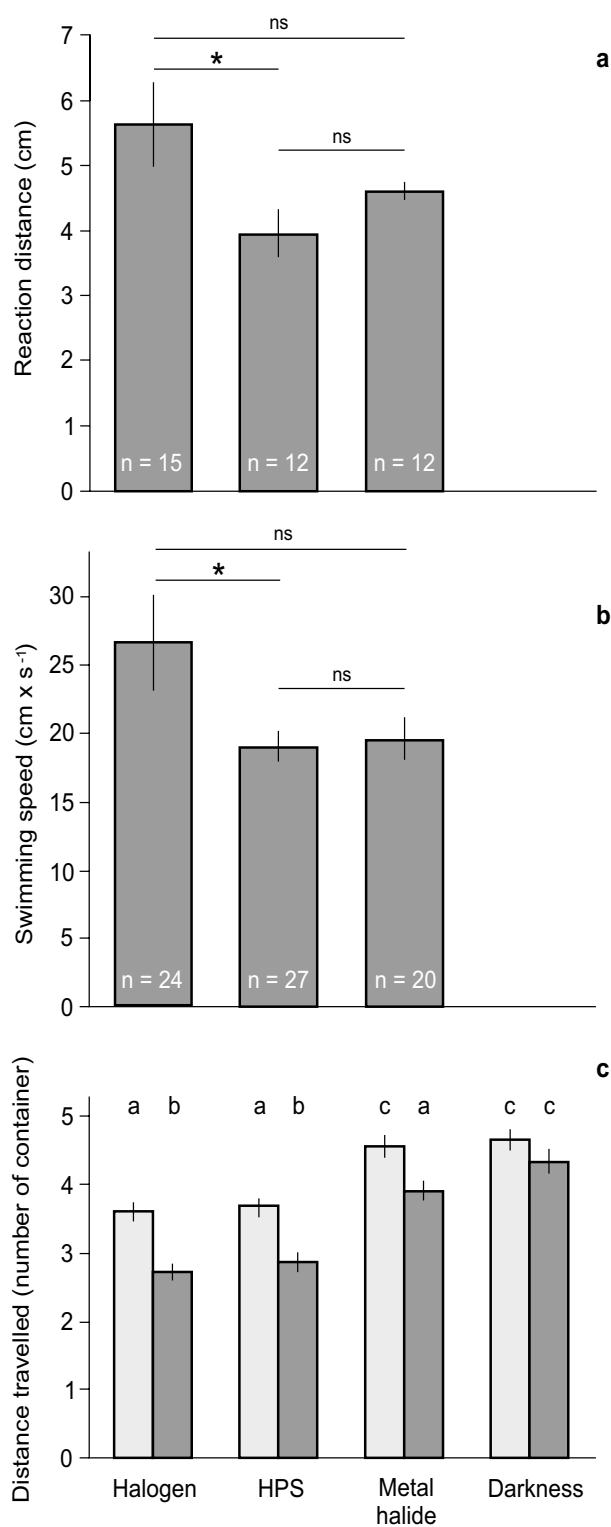 ns
a
*
ns
Reaction distance (cm)
7
6
5
4
3
2
1
0
n = 15
n = 12
n = 12
ns
b
*
ns
Swimming speed (cm x s⁻¹)
30
25
20
15
10
5
0
n = 24
n = 27
n = 20
c
Distance travelled (number of container)
a b a b c a c c
5
4
3
2
1
0
Halogen HPS Metal halide Darkness